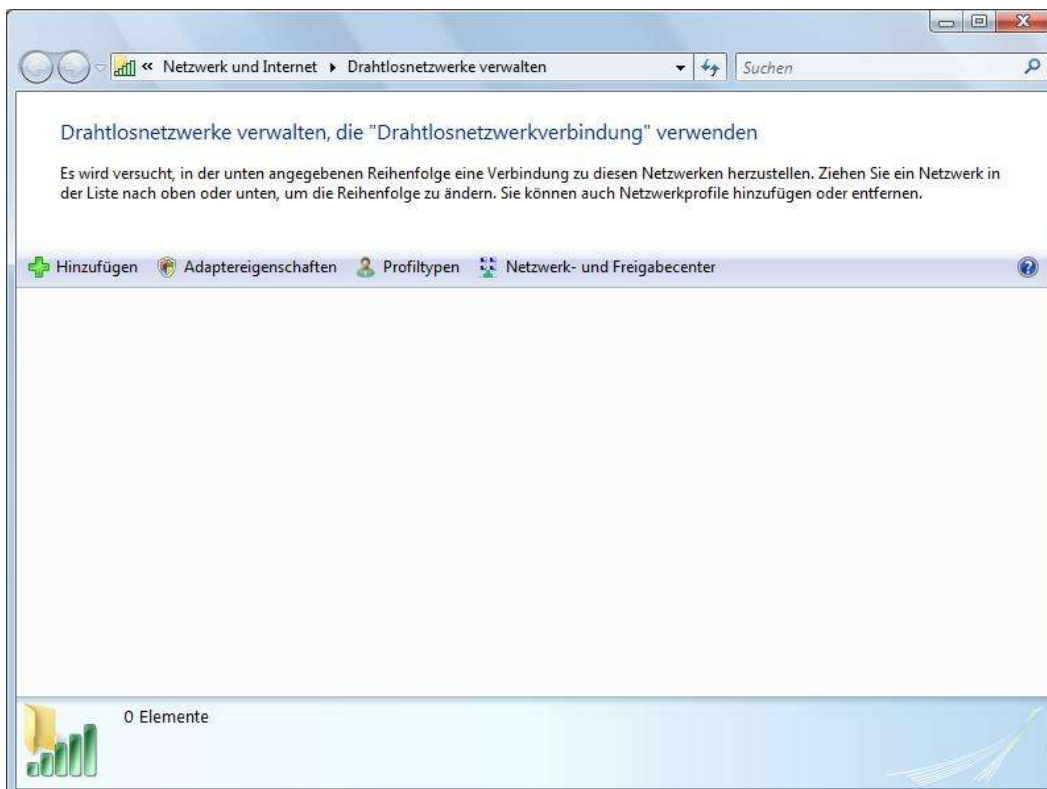 « Netzwerk und Internet Drahtlosnetzwerke verwalten Suchen
Drahtlosnetzwerke verwalten, die "Drahtlosnetzwerkverbindung" verwenden
Es wird versucht, in der unten angegebenen Reihenfolge eine Verbindung zu diesen Netzwerken herzustellen. Ziehen Sie ein Netzwerk in
der Liste nach oben oder unten, um die Reihenfolge zu ändern. Sie können auch Netzwerkprofile hinzufügen oder entfernen.
Hinzufügen Adaptereigenschaften Profiltypen Netzwerk- und Freigabecenter
0 Elemente